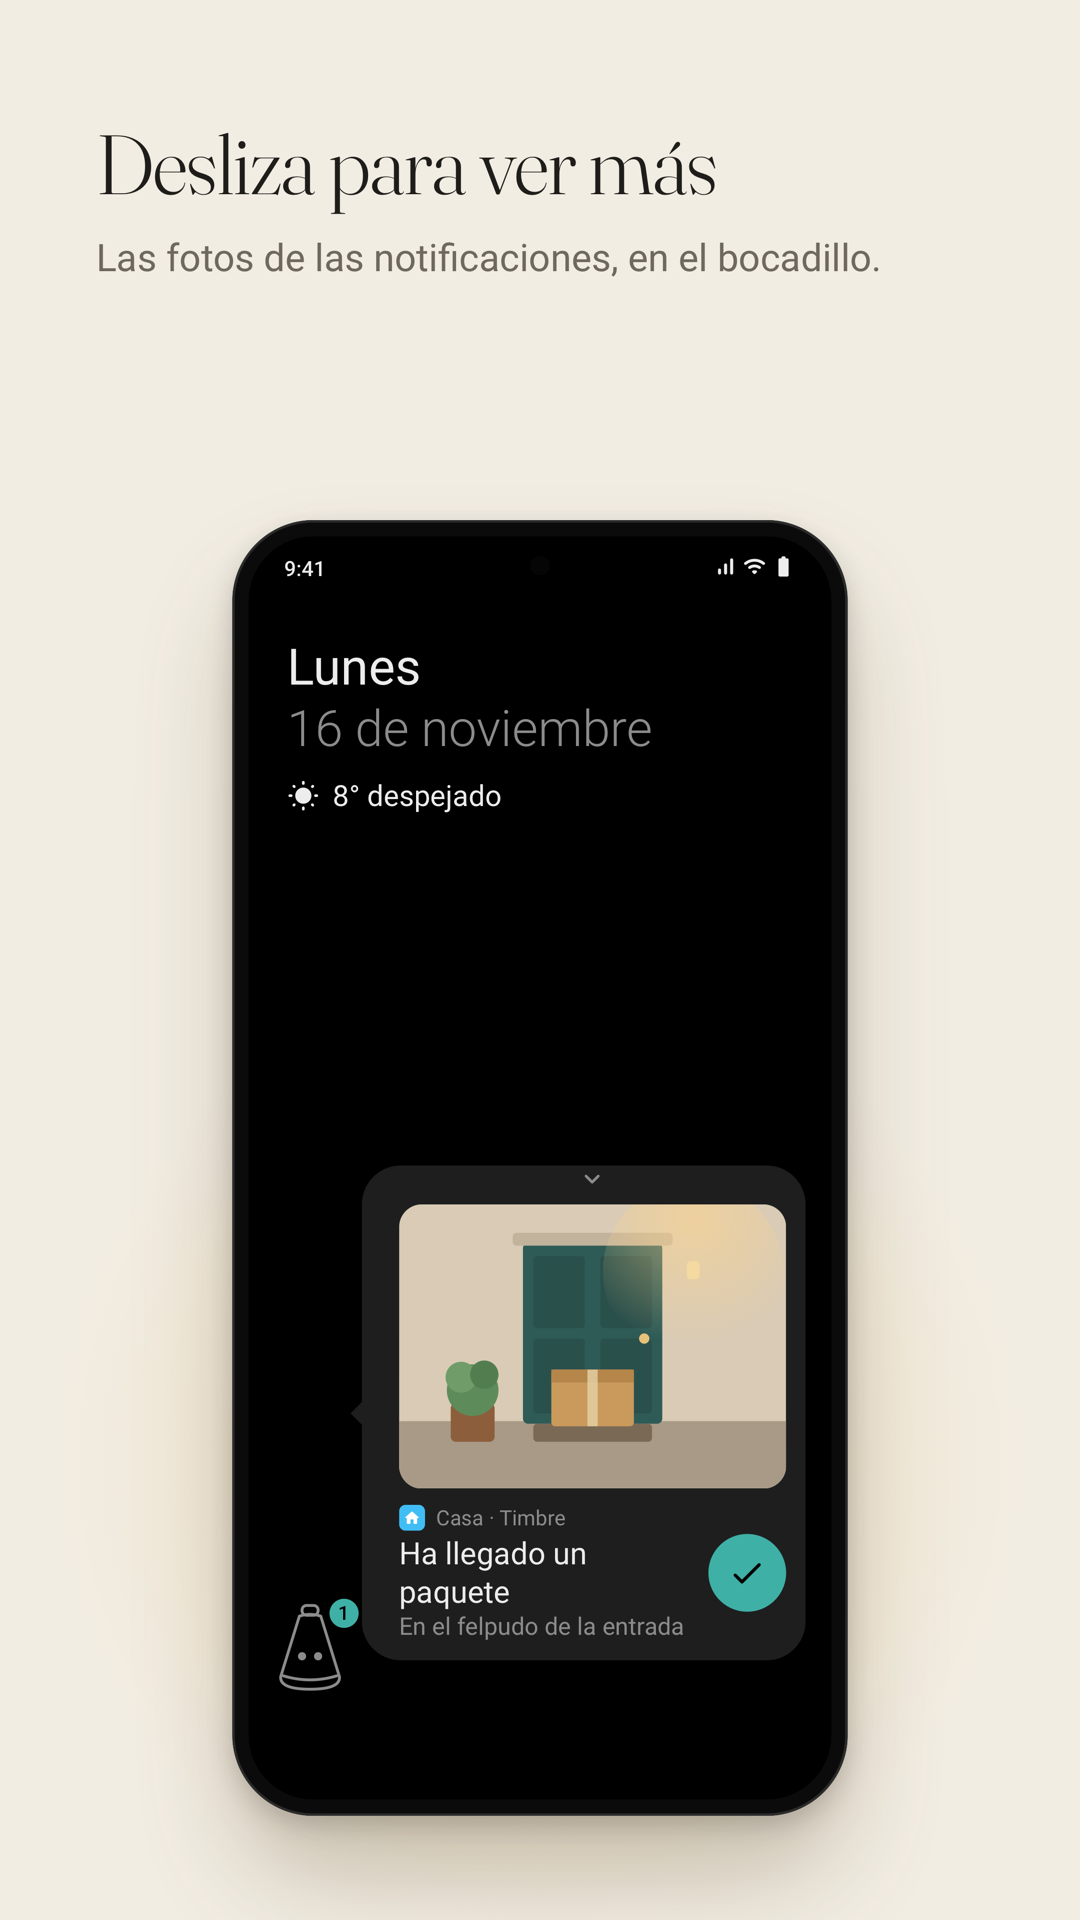 Desliza para ver más
Las fotos de las notificaciones, en el bocadillo.
9:41
Lunes
16 de noviembre
8° despejado
Casa · Timbre
Ha llegado un
paquete
En el felpudo de la entrada
1